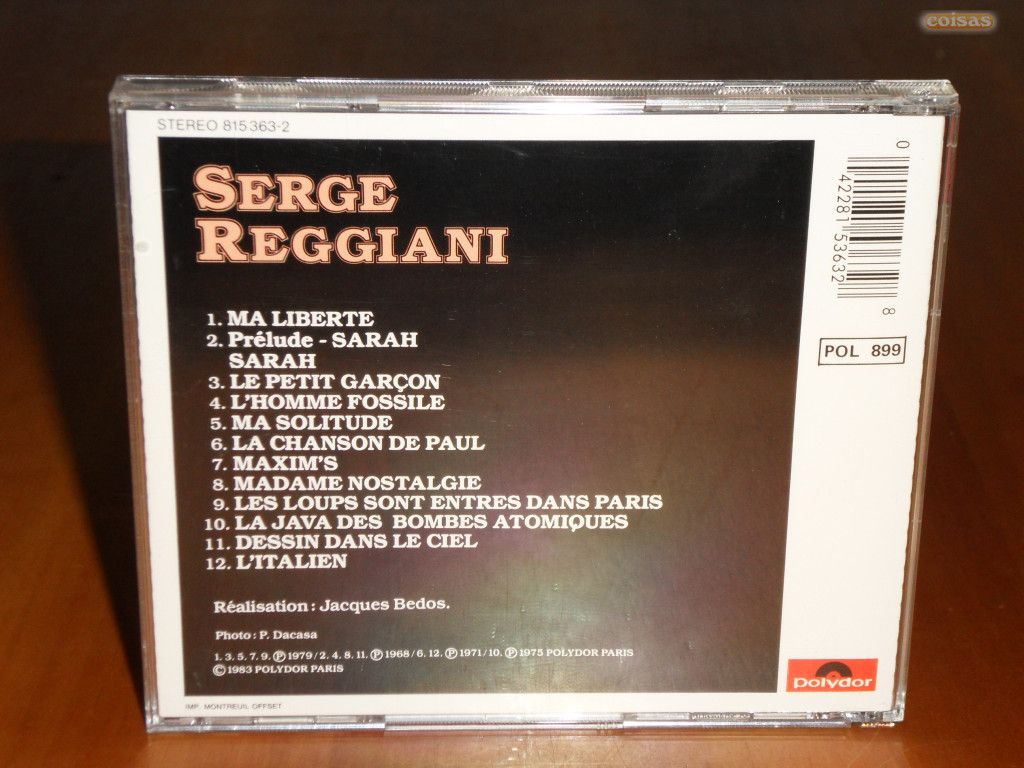 coisas
STEREO 815 363-2
SERGE
REGGIANI
1. MA LIBERTE
2. Prélude - SARAH
SARAH
3. LE PETIT GARÇON
4. L'HOMME FOSSILE
5. MA SOLITUDE
6. LA CHANSON DE PAUL
7. MAXIM'S
8. MADAME NOSTALGIE
9. LES LOUPS SONT ENTRES DANS PARIS
10. LA JAVA DES BOMBES ATOMIQUES
11. DESSIN DANS LE CIEL
12. L'ITALIEN
Réalisation : Jacques Bedos.
Photo : P. Dacasa
1. 3. 5. 7. 9. ℗ 1979 / 2. 4. 8. 11. ℗ 1968 / 6. 12. ℗ 1971 / 10. ℗ 1975 POLYDOR PARIS
© 1983 POLYDOR PARIS
IMP. MONTREUIL OFFSET
0 42281 53632 8
POL 899
polydor